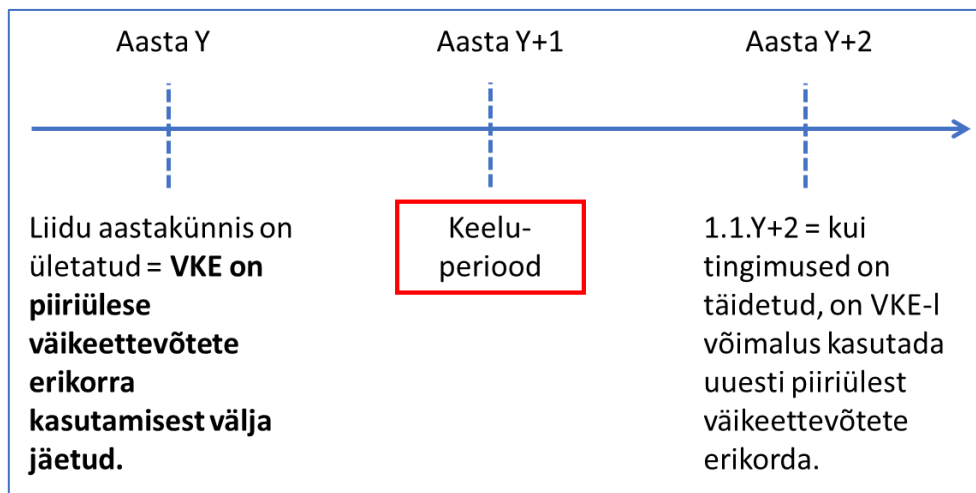 Aasta Y
Aasta Y+1
Aasta Y+2
Liidu aastakünnis on
ületatud = VKE on
piiriülese
väikeettevõtete
erikorra
kasutamisest välja
jäetud.
Keelu-
periood
1.1.Y+2 = kui
tingimused on
täidetud, on VKE-l
võimalus kasutada
uuesti piiriülest
väikeettevõtete
erikorda.